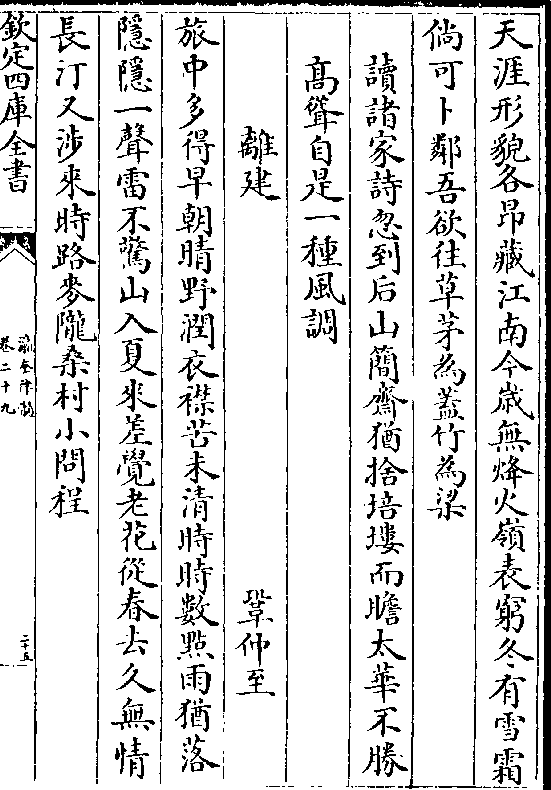 天涯形貌各昂藏江南今歳無烽火嶺表窮冬有雪霜
倘可卜鄰吾欲往草茅為蓋竹為梁
讀諸家詩忽到后山簡齋猶捨培塿而瞻太華不勝
髙聳自是一種風調
離建 鞏仲至
旅中多得早朝晴野潤衣襟苦未清時時數點雨猶落
隱隱一聲雷不驚山入夏來差覺老花從春去久無情
長汀又涉來時路麥隴桑村小問程
欽定四庫全書
瀛奎律髓
卷二十九
二十五